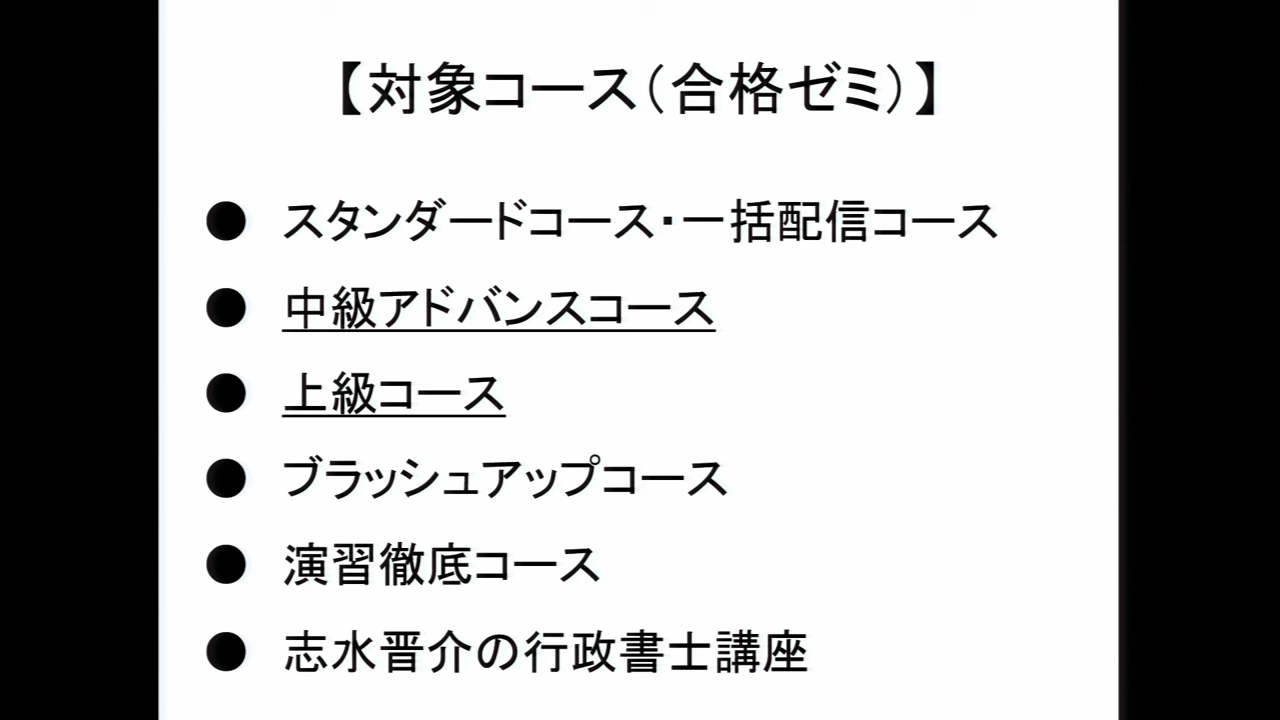 【対象コース（合格ゼミ）】
● スタンダードコース・一括配信コース
● 中級アドバンスコース
● 上級コース
● ブラッシュアップコース
● 演習徹底コース
● 志水晋介の行政書士講座